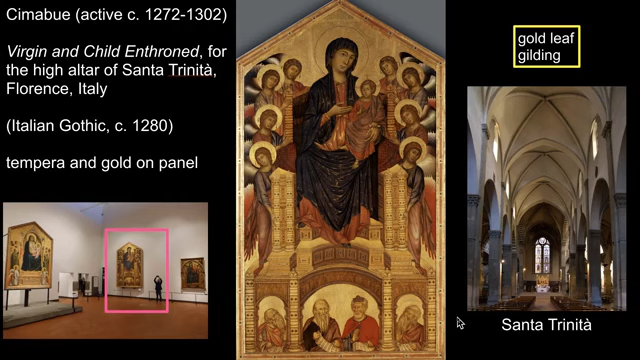 Cimabue (active c. 1272-1302)
Virgin and Child Enthroned, for
the high altar of Santa Trinità,
Florence, Italy
(Italian Gothic, c. 1280)
tempera and gold on panel
gold leaf
gilding
Santa Trinità